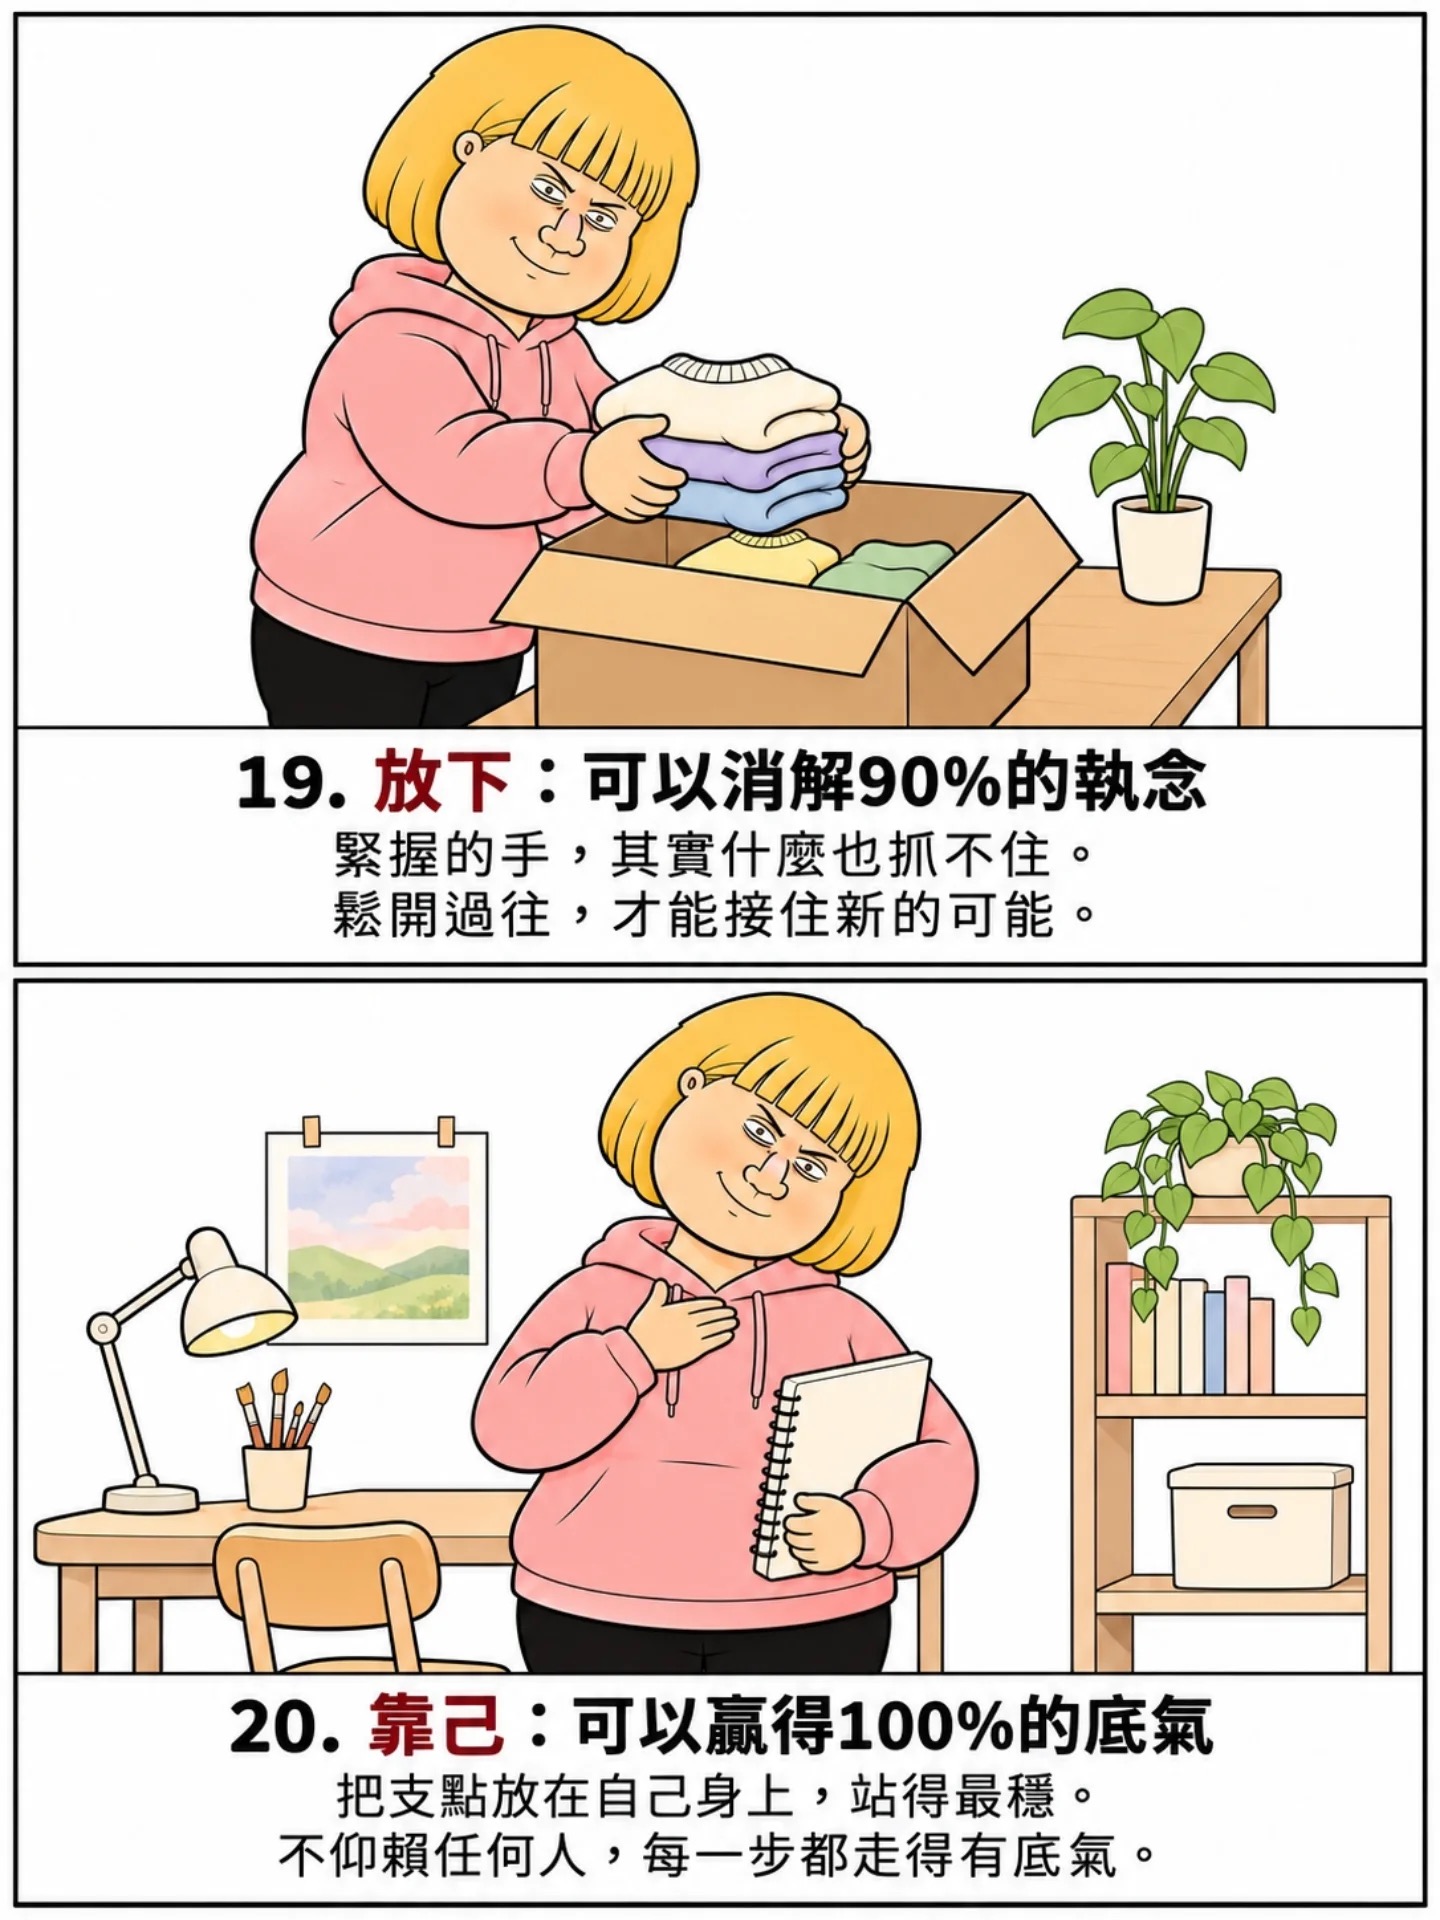 19. 放下：可以消解90%的執念
緊握的手，其實什麼也抓不住。
鬆開過往，才能接住新的可能。
20. 靠己：可以贏得100%的底氣
把支點放在自己身上，站得最穩。
不仰賴任何人，每一步都走得有底氣。